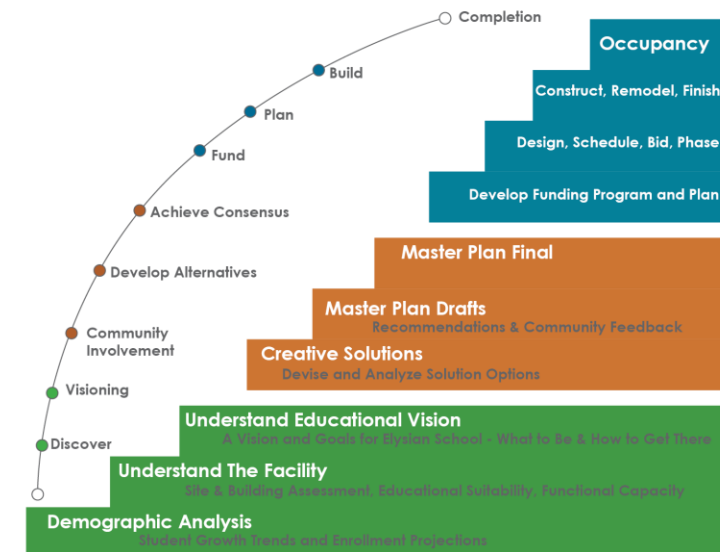 Completion
Occupancy
Build
Construct, Remodel, Finish
Plan
Design, Schedule, Bid, Phase
Fund
Develop Funding Program and Plan
Achieve Consensus
Master Plan Final
Develop Alternatives
Master Plan Drafts
Recommendations & Community Feedback
Community
Involvement
Creative Solutions
Devise and Analyze Solution Options
Visioning
Understand Educational Vision
A Vision and Goals for Elysian School - What to Be & How to Get There
Discover
Understand The Facility
Site & Building Assessment, Educational Suitability, Functional Capacity
Demographic Analysis
Student Growth Trends and Enrollment Projections